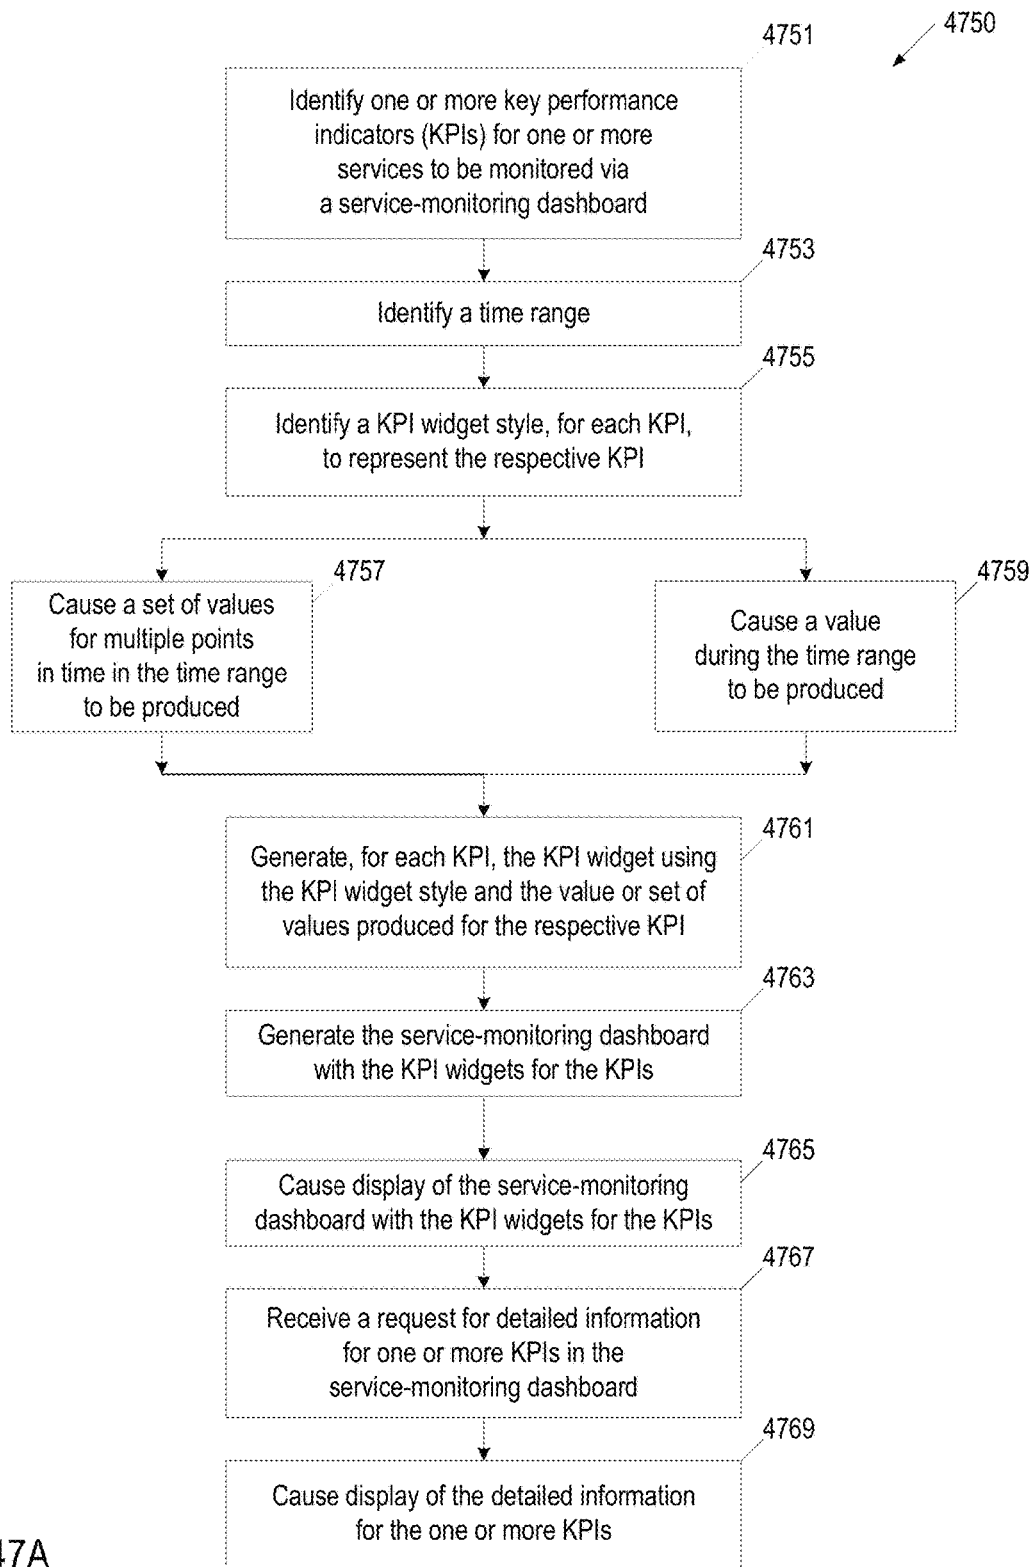 4750
4751
Identify one or more key performance
indicators (KPIs) for one or more
services to be monitored via
a service-monitoring dashboard
4753
Identify a time range
4755
Identify a KPI widget style, for each KPI,
to represent the respective KPI
4757
Cause a set of values
for multiple points
in time in the time range
to be produced
4759
Cause a value
during the time range
to be produced
4761
Generate, for each KPI, the KPI widget using
the KPI widget style and the value or set of
values produced for the respective KPI
4763
Generate the service-monitoring dashboard
with the KPI widgets for the KPIs
4765
Cause display of the service-monitoring
dashboard with the KPI widgets for the KPIs
4767
Receive a request for detailed information
for one or more KPIs in the
service-monitoring dashboard
4769
Cause display of the detailed information
for the one or more KPIs
47A